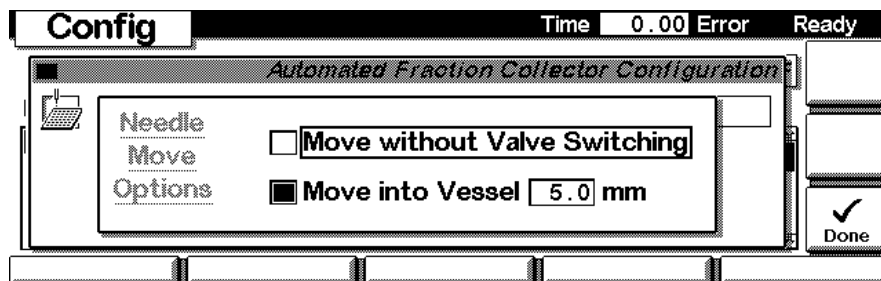 Config
Time 0.00 Error Ready
Automated Fraction Collector Configuration
Needle
Move
Options
Move without Valve Switching
Move into Vessel 5.0 mm
Done